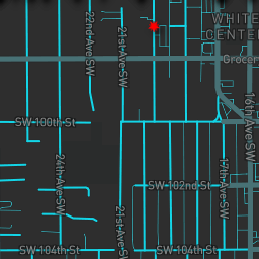 WHITE
CENTER
22nd Ave SW
21st Ave SW
Grocer
16th Ave SW
SW 100th St
24th Ave SW
17th Ave SW
SW 102nd St
21st Ave SW
SW 104th St
SW 104th St